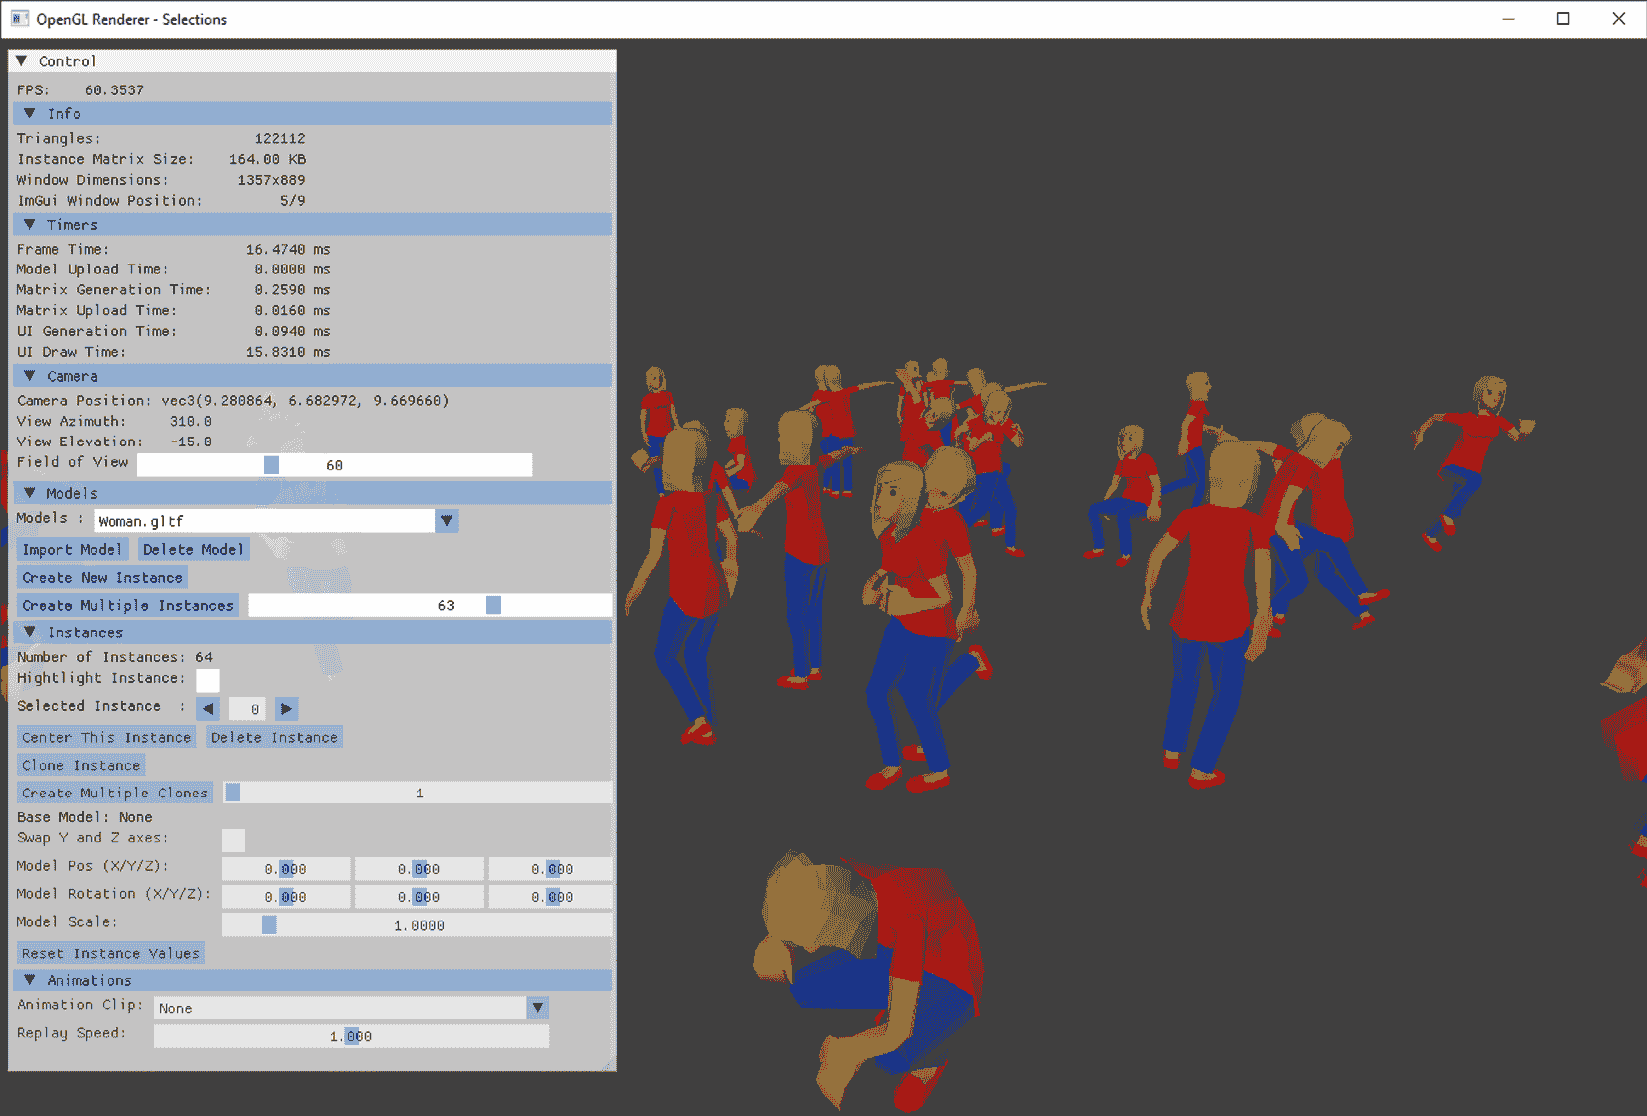 OpenGL Renderer - Selections
Control
FPS: 60.3537
Info
Triangles: 122112
Instance Matrix Size: 164.00 KB
Window Dimensions: 1357x889
ImGui Window Position: 5/9
Timers
Frame Time: 16.4740 ms
Model Upload Time: 0.0000 ms
Matrix Generation Time: 0.2590 ms
Matrix Upload Time: 0.0160 ms
UI Generation Time: 0.0940 ms
UI Draw Time: 15.8310 ms
Camera
Camera Position: vec3(9.280864, 6.682972, 9.669660)
View Azimuth: 310.0
View Elevation: -15.0
Field of View 60
Models
Models : Woman.gltf
Import Model Delete Model
Create New Instance
Create Multiple Instances 63
Instances
Number of Instances: 64
Hightlight Instance:
Selected Instance : 0
Center This Instance Delete Instance
Clone Instance
Create Multiple Clones 1
Base Model: None
Swap Y and Z axes:
Model Pos (X/Y/Z): 0.000 0.000 0.000
Model Rotation (X/Y/Z): 0.000 0.000 0.000
Model Scale: 1.0000
Reset Instance Values
Animations
Animation Clip: None
Replay Speed: 1.000